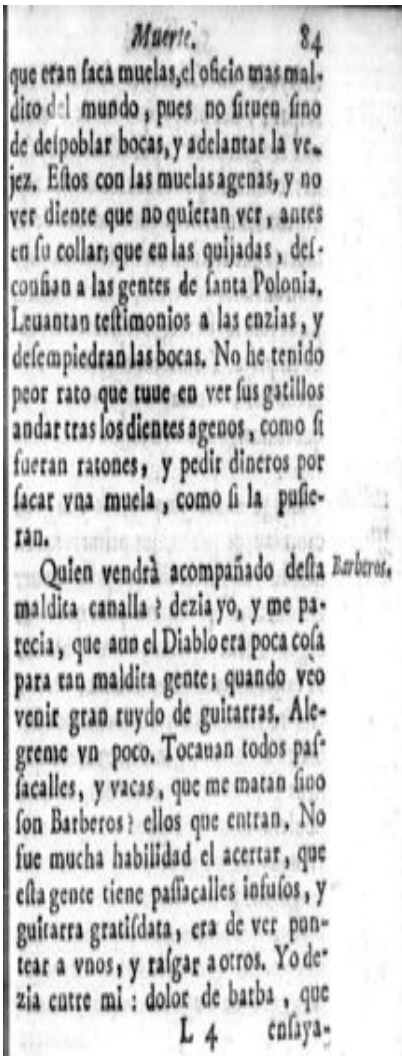 Muerte. 84
que eran ſaca muelas, el oficio mas mal-
dito del mundo, pues no ſiruen ſino
de deſpoblar bocas, y adelantar la ve-
jez. Eſtos con las muelas agenas, y no
ver diente que no quieran ver, antes
en ſu collar; que en las quijadas, deſ-
confian a las gentes de ſanta Polonia.
Leuantan teſtimonios a las enzias, y
deſempiedran las bocas. No he tenido
peor rato que tuue en ver ſus gatillos
andar tras los dientes agenos, como ſi
fueran ratones, y pedir dineros por
ſacar vna muela, como ſi la puſie-
ran.
Quien vendrà acompañado deſta Barberos.
maldita canalla? dezia yo, y me pa-
recia, que aun el Diablo era poca coſa
para tan maldita gente; quando veo
venir gran ruydo de guitarras. Ale-
greme vn poco. Tocauan todos paſ-
ſacalles, y vacas, que me matan ſino
ſon Barberos? ellos que entran. No
fue mucha habilidad el acertar, que
eſta gente tiene paſſacalles infuſos, y
guitarra gratiſdata, era de ver pun-
tear a vnos, y raſgar a otros. Yo de-
zia entre mi: dolor de barba, que
L 4 enſaya-